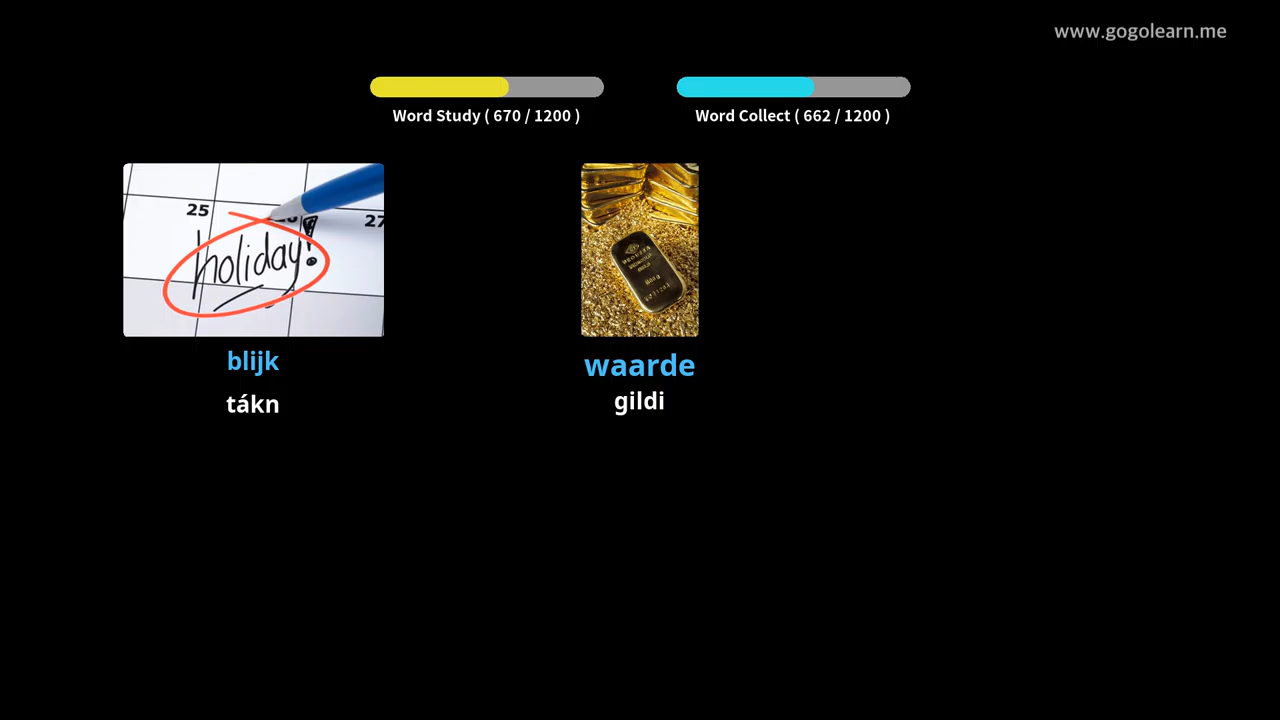 www.gogolearn.me
Word Study ( 670 / 1200 )
Word Collect ( 662 / 1200 )
25
27
holiday!
blijk
tákn
waarde
gildi